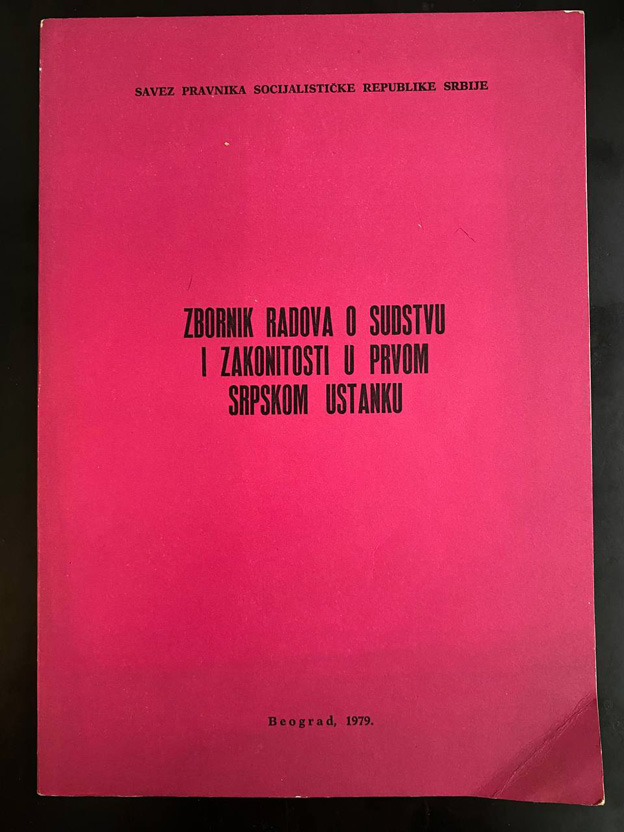 SAVEZ PRAVNIKA SOCIJALISTIČKE REPUBLIKE SRBIJE
ZBORNIK RADOVA O SUDSTVU
I ZAKONITOSTI U PRVOM
SRPSKOM USTANKU
Beograd, 1979.